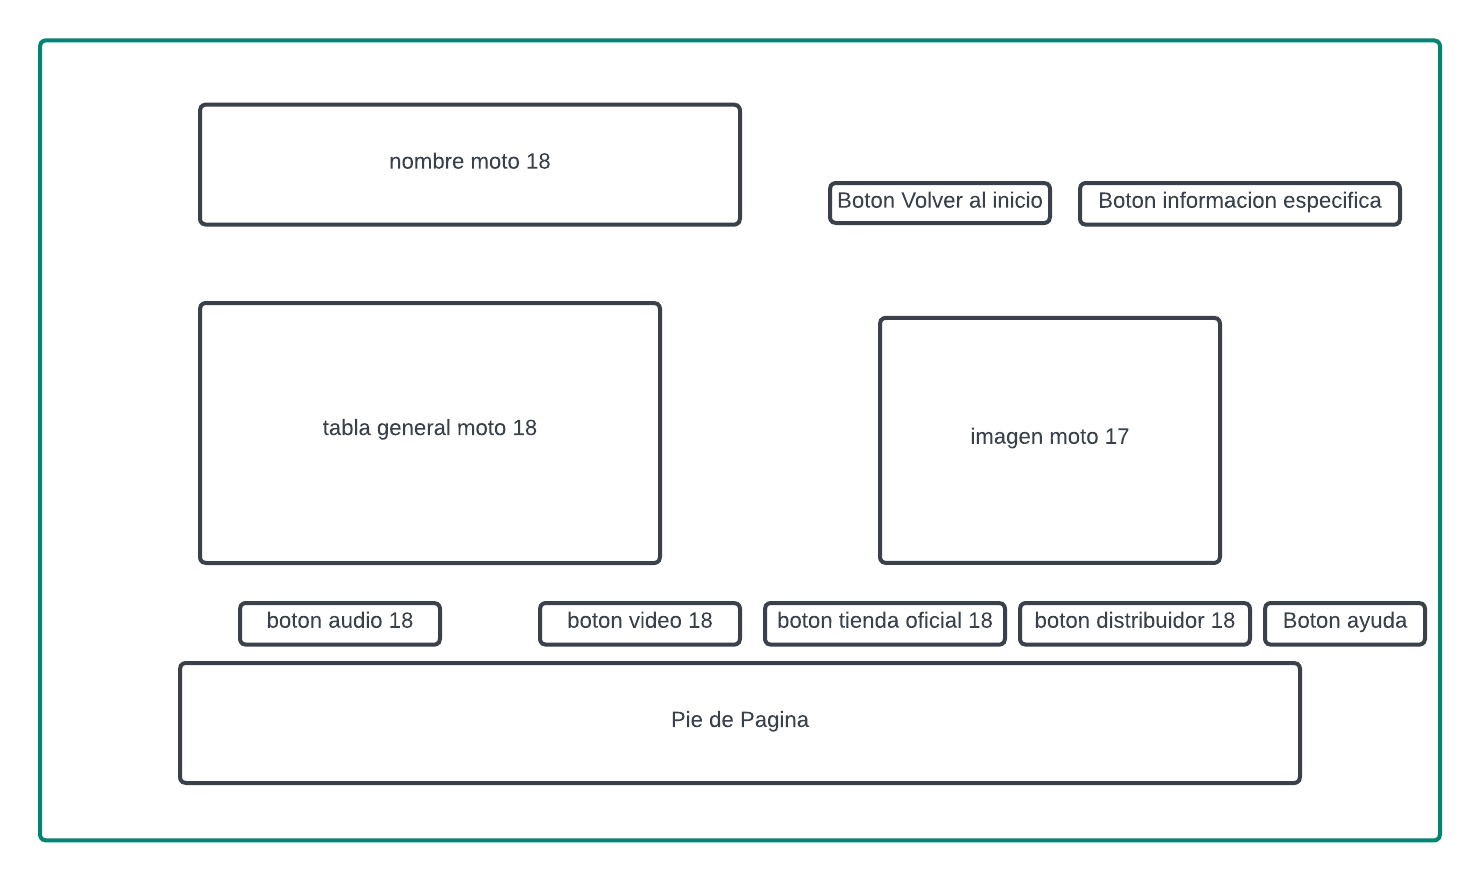 nombre moto 18
Boton Volver al inicio
Boton informacion especifica
tabla general moto 18
imagen moto 17
boton audio 18
boton video 18
boton tienda oficial 18
boton distribuidor 18
Boton ayuda
Pie de Pagina